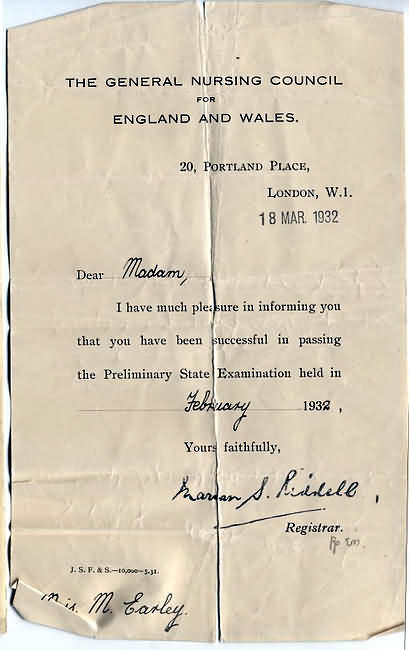 THE GENERAL NURSING COUNCIL
FOR
ENGLAND AND WALES.
20, PORTLAND PLACE,
LONDON, W.1.
18 MAR. 1932
Dear Madam,
I have much pleasure in informing you
that you have been successful in passing
the Preliminary State Examination held in
February 1932,
Yours faithfully,
Marian S. Riddell,
Registrar.
J. S. F. & S.—10,000—5.31.
M. Earley.